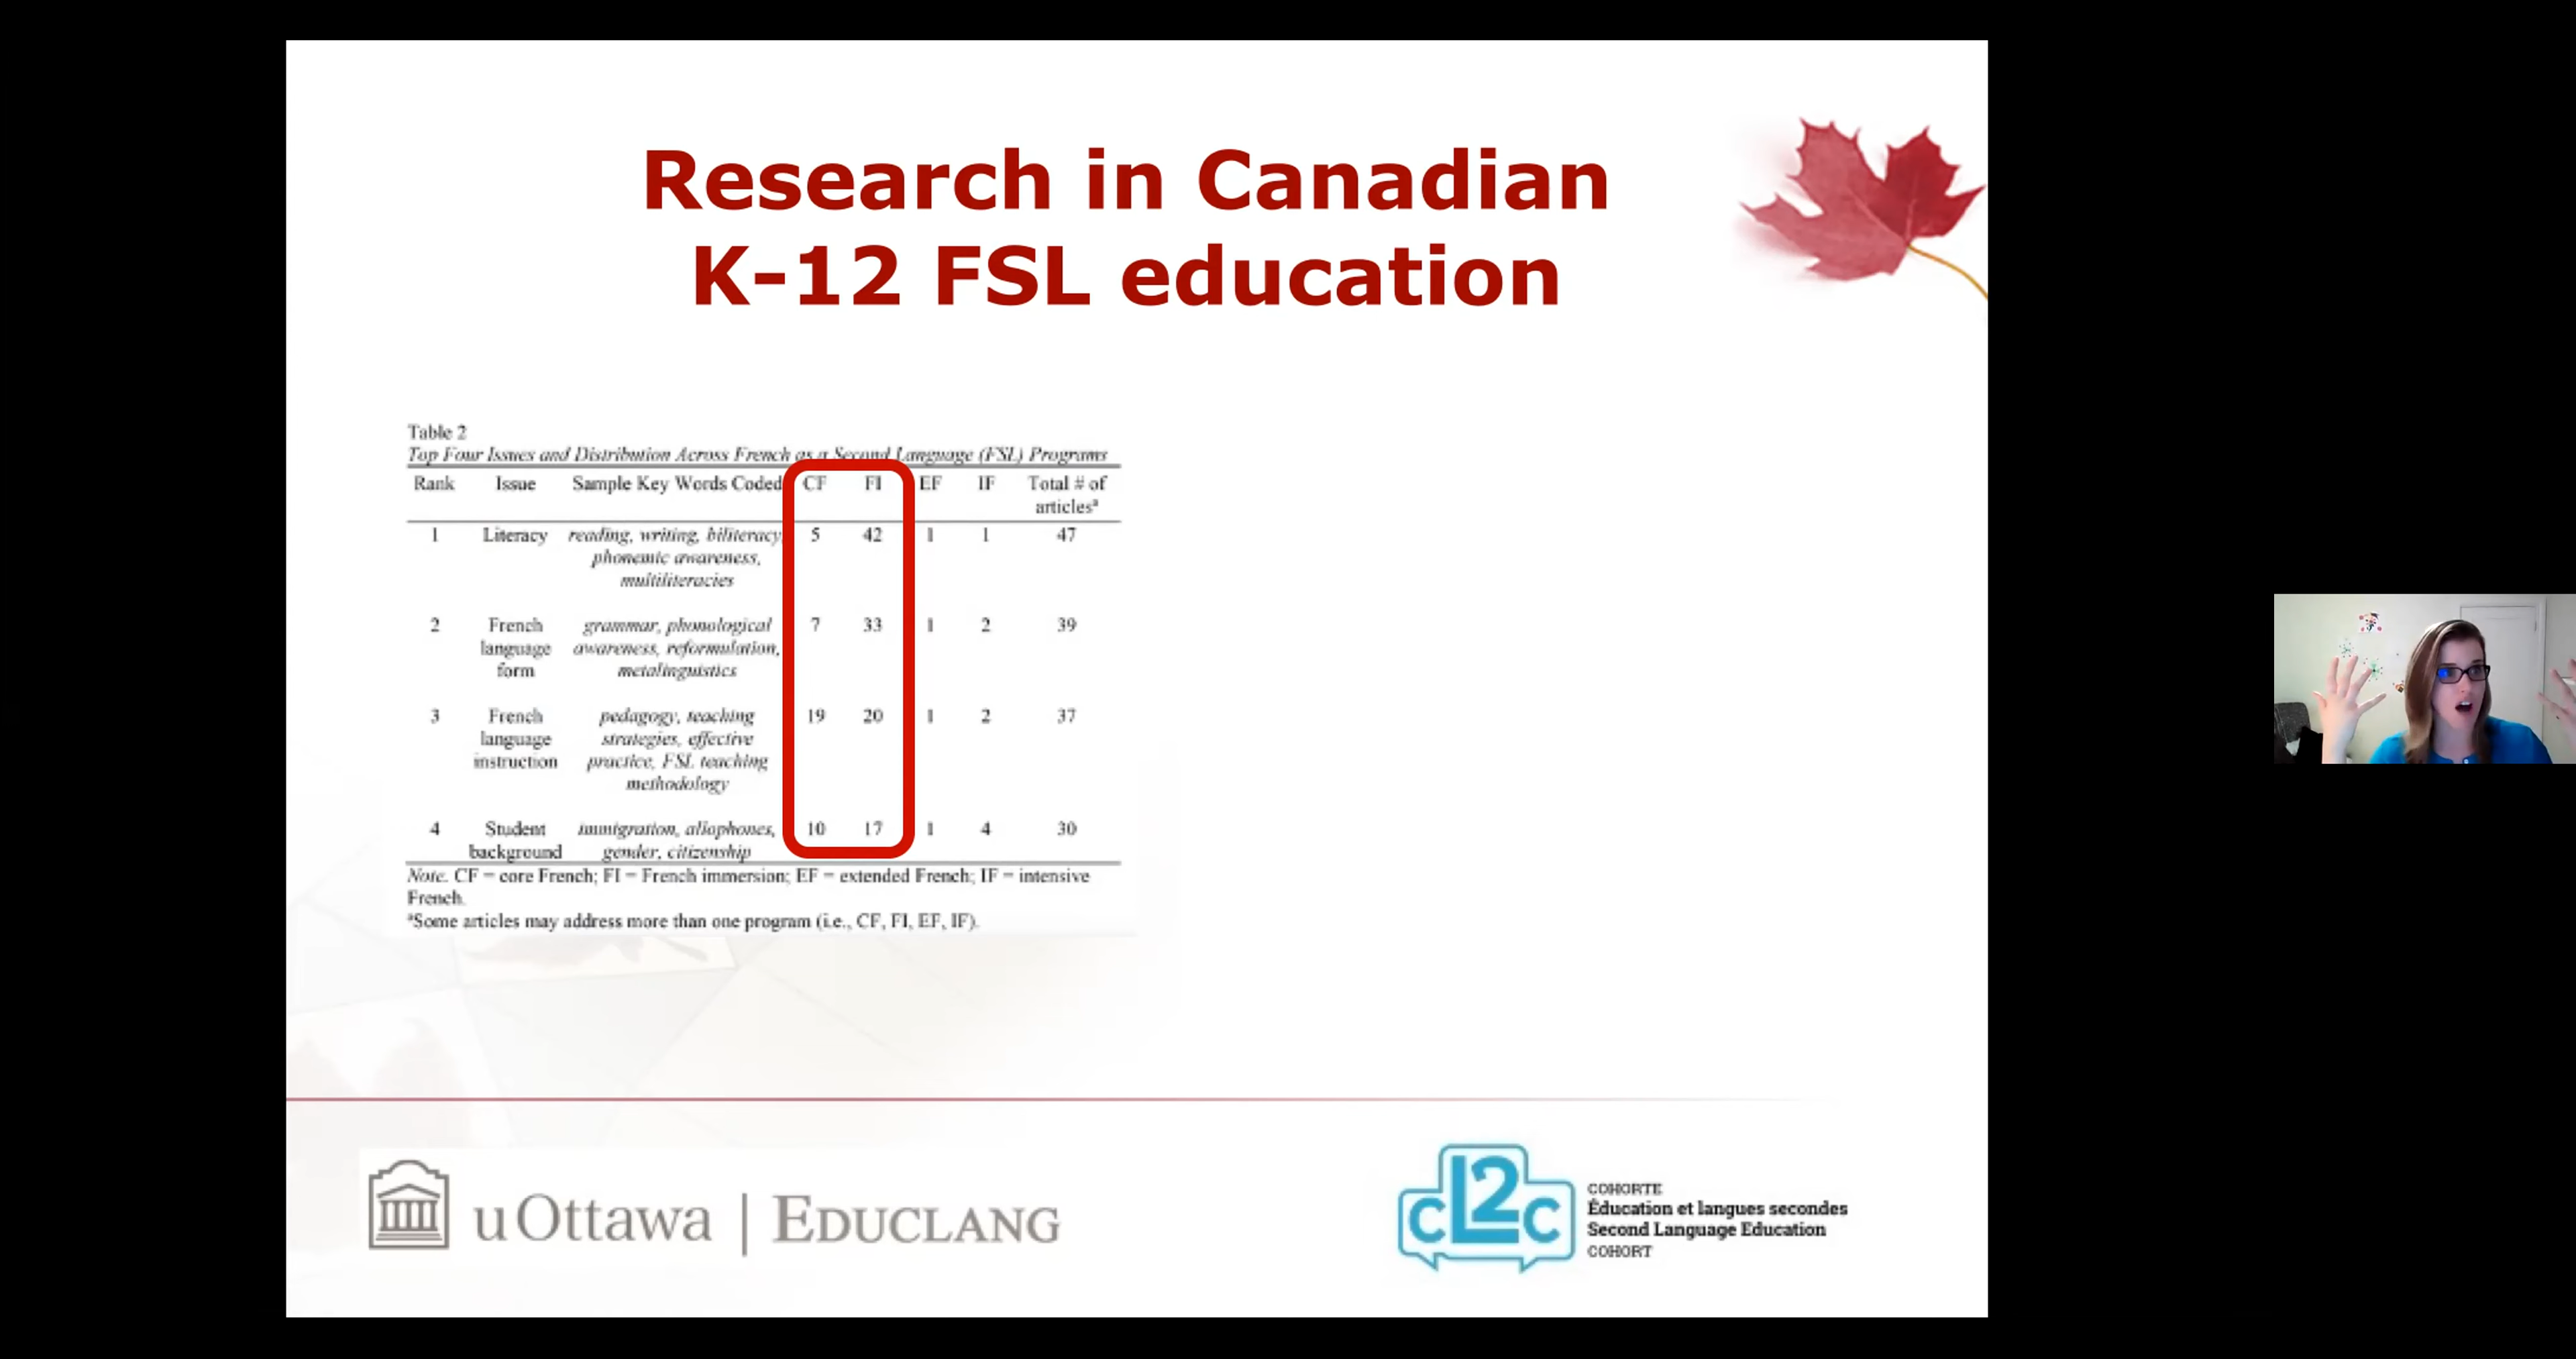 Research in Canadian
K-12 FSL education
Table 2
Top Four Issues and Distribution Across French as a Second Language (FSL) Programs
Rank Issue Sample Key Words Coded CF FI EF IF Total # of
articlesª
1 Literacy reading, writing, biliteracy, 5 42 1 1 47
phonemic awareness,
multiliteracies
2 French grammar, phonological 7 33 1 2 39
language awareness, reformulation,
form metalinguistics
3 French pedagogy, teaching 19 20 1 2 37
language strategies, effective
instruction practice, FSL teaching
methodology
4 Student immigration, allophones, 10 17 1 4 30
background gender, citizenship
Note. CF = core French; FI = French immersion; EF = extended French; IF = intensive
French.
ªSome articles may address more than one program (i.e., CF, FI, EF, IF).
uOttawa | EDUCLANG
cL2c
COHORTE
Éducation et langues secondes
Second Language Education
COHORT